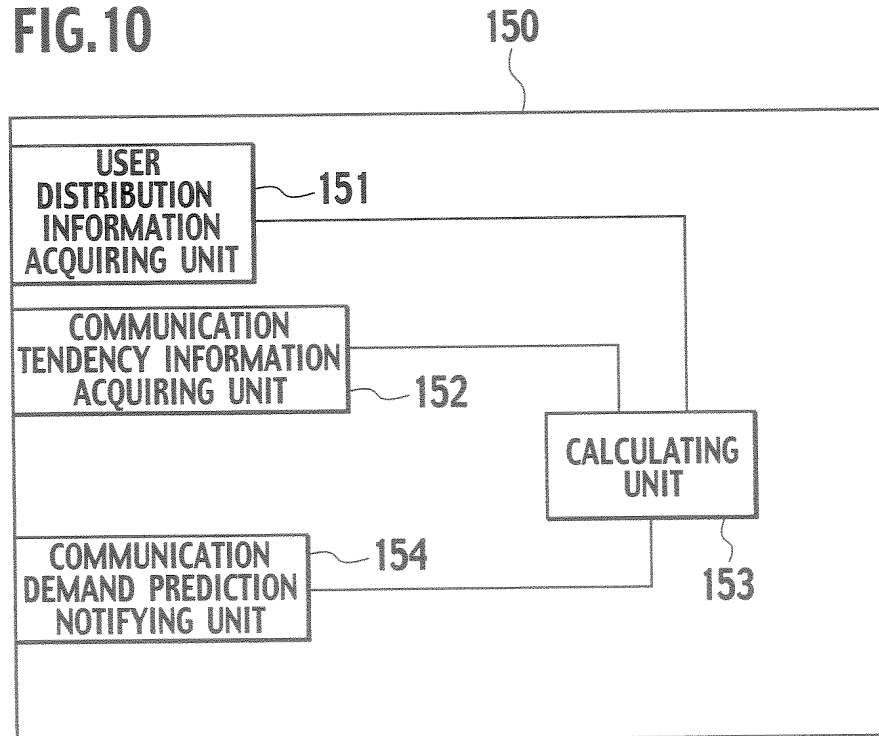 FIG.10
150
USER
DISTRIBUTION
INFORMATION
ACQUIRING UNIT
151
COMMUNICATION
TENDENCY INFORMATION
ACQUIRING UNIT
152
CALCULATING
UNIT
153
COMMUNICATION
DEMAND PREDICTION
NOTIFYING UNIT
154